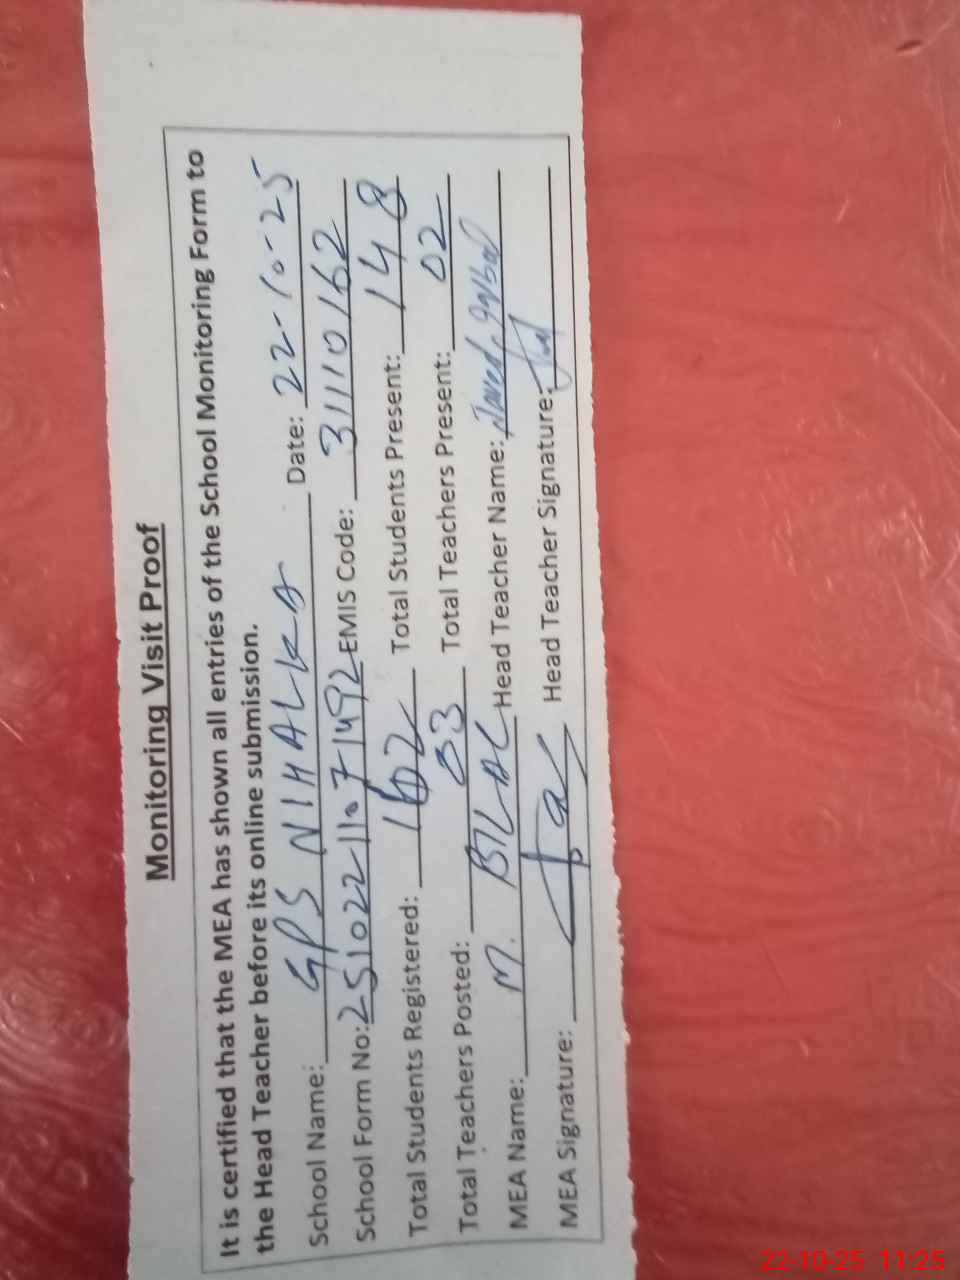 Monitoring Visit Proof
It is certified that the MEA has shown all entries of the School Monitoring Form to
the Head Teacher before its online submission.
School Name: GPS NIHALKA Date: 22-10-25
School Form No: 25102211071492 EMIS Code: 31110162
Total Students Registered: 162 Total Students Present: 148
Total Teachers Posted: 03 Total Teachers Present: 02
MEA Name: M. BILAL Head Teacher Name: Javed Iqbal
MEA Signature: Head Teacher Signature:
22-10-25 11:25